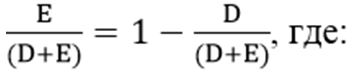 E/(D+E) = 1 − D/(D+E), где: